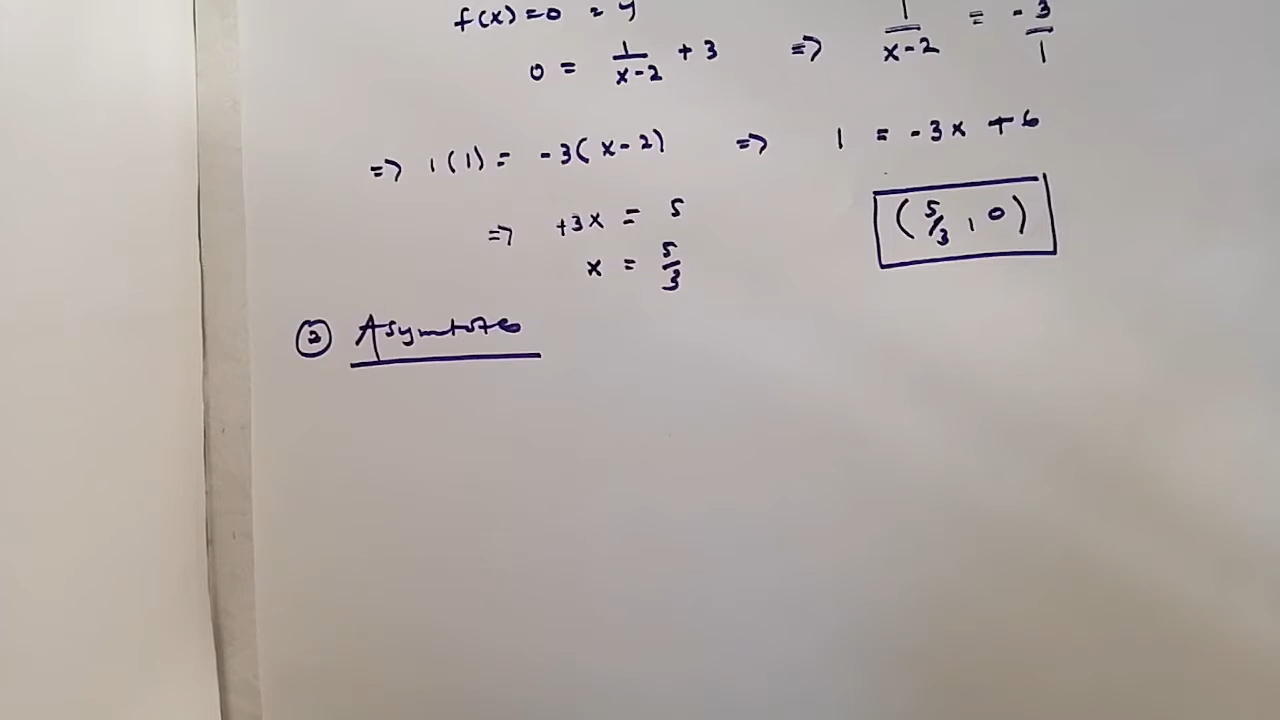 f(x) = 0 = y
0 = 1/(x-2) + 3 => 1/(x-2) = -3/1
=> 1(1) = -3(x-2) => 1 = -3x + 6
=> +3x = 5
(5/3, 0)
x = 5/3
② Asymtotes